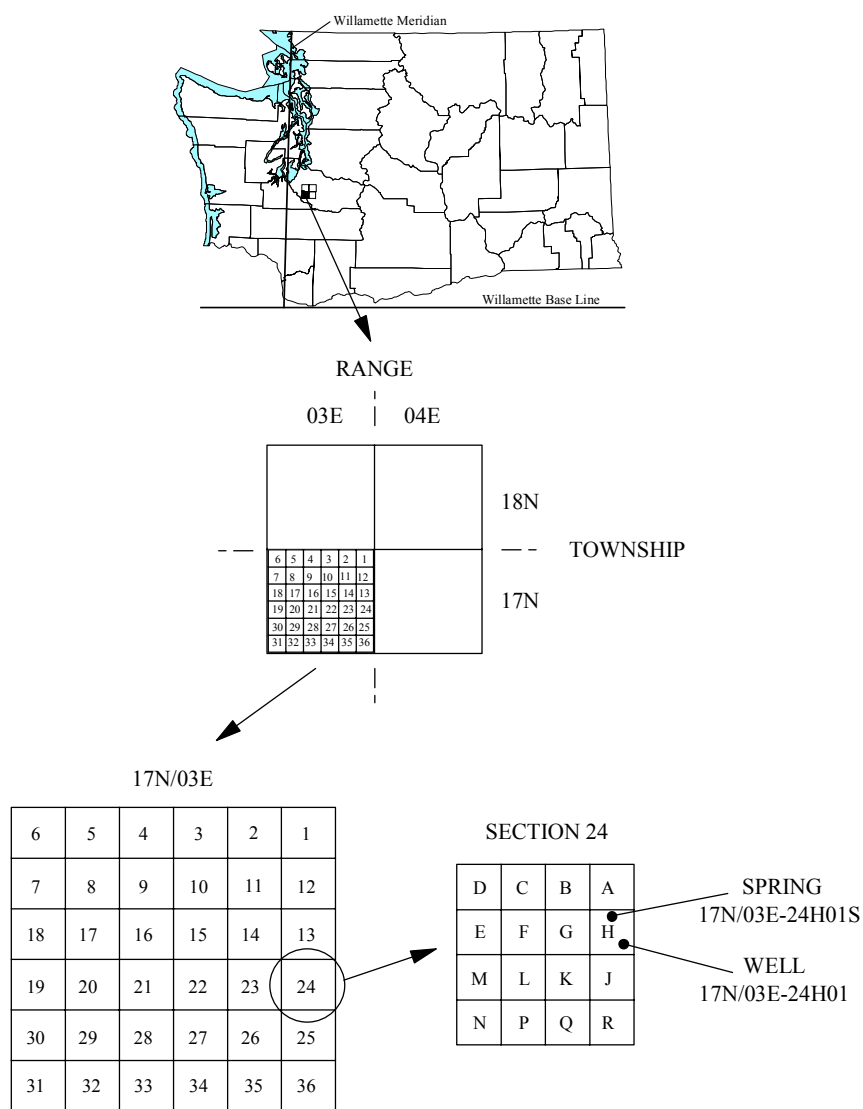 Willamette Meridian
Willamette Base Line
RANGE
03E 04E
18N
TOWNSHIP
17N
6 5 4 3 2 1
7 8 9 10 11 12
18 17 16 15 14 13
19 20 21 22 23 24
30 29 28 27 26 25
31 32 33 34 35 36
17N/03E
6 5 4 3 2 1
7 8 9 10 11 12
18 17 16 15 14 13
19 20 21 22 23 24
30 29 28 27 26 25
31 32 33 34 35 36
SECTION 24
D C B A
E F G H
M L K J
N P Q R
SPRING
17N/03E-24H01S
WELL
17N/03E-24H01